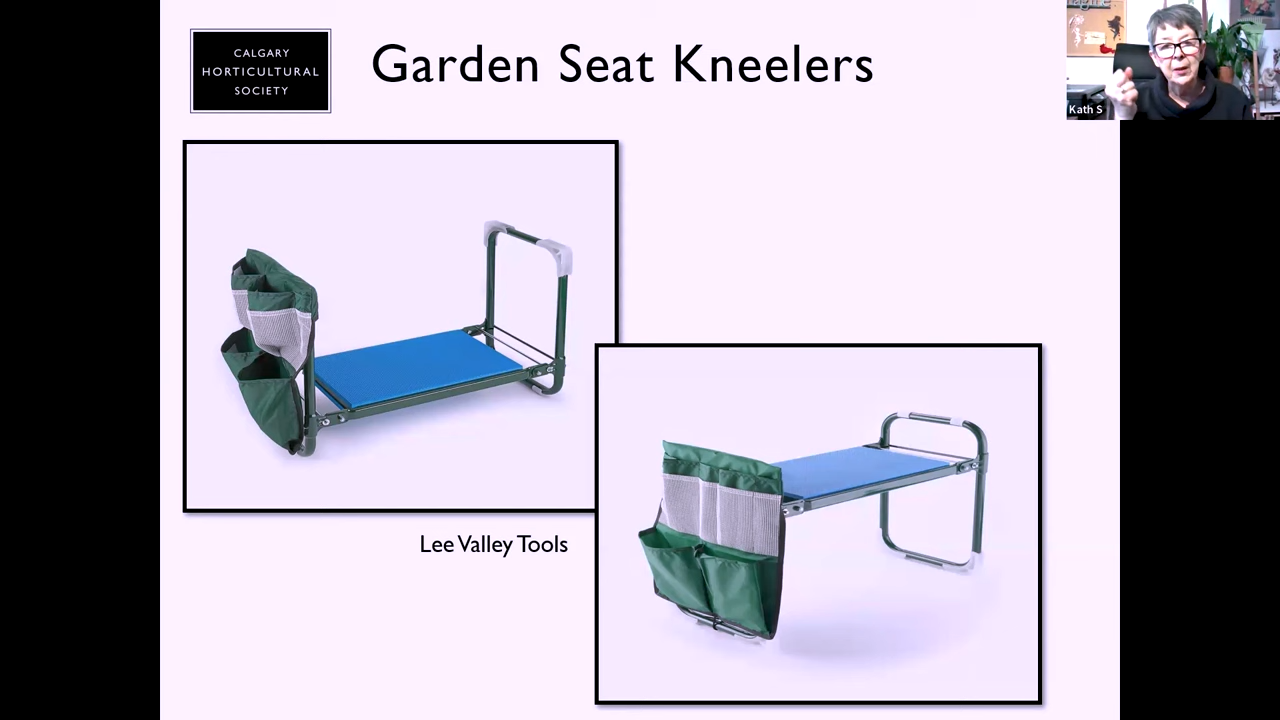 CALGARY
HORTICULTURAL
SOCIETY
Garden Seat Kneelers
Kath S
Lee Valley Tools